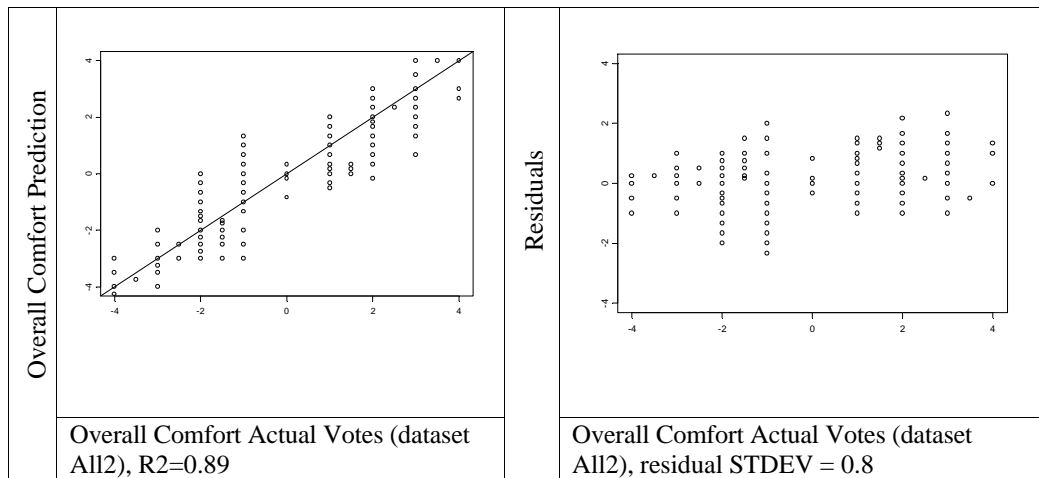 Overall Comfort Prediction
4
2
0
-2
-4
-4 -2 0 2 4
Overall Comfort Actual Votes (dataset
All2), R2=0.89
Residuals
4
2
0
-2
-4
-4 -2 0 2 4
Overall Comfort Actual Votes (dataset
All2), residual STDEV = 0.8